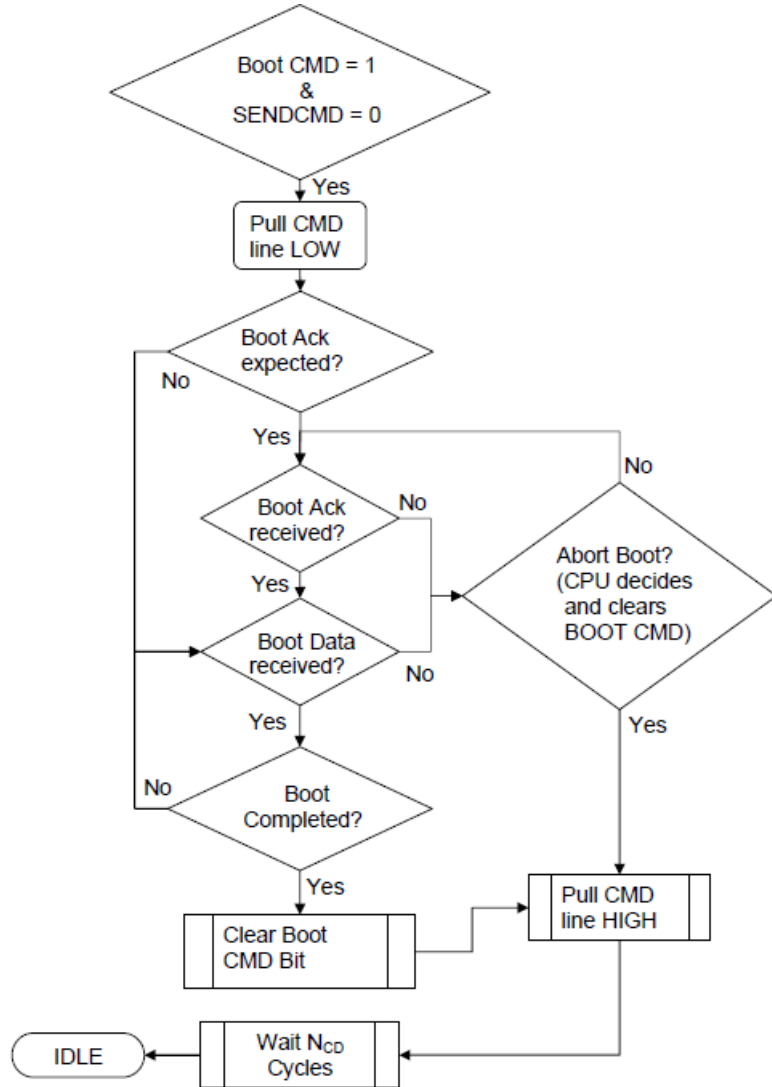 Boot CMD = 1
&
SENDCMD = 0
Yes
Pull CMD
line LOW
Boot Ack
expected?
No
Yes
No
Boot Ack
received?
No
Abort Boot?
(CPU decides
and clears
BOOT CMD)
Yes
Boot Data
received?
No
Yes
Yes
No
Boot
Completed?
Yes
Pull CMD
line HIGH
Clear Boot
CMD Bit
Wait NCD
Cycles
IDLE